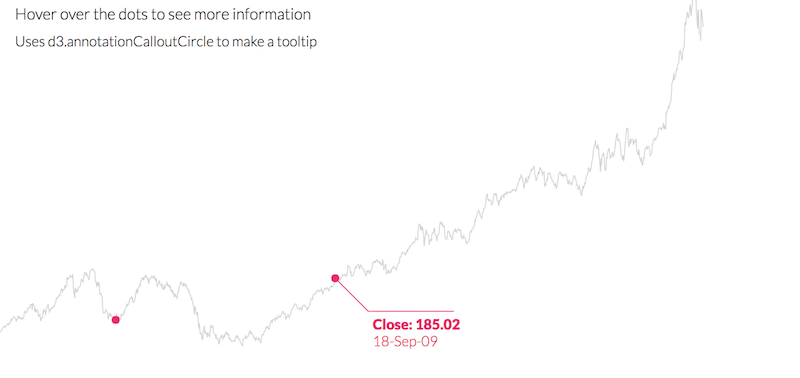 Hover over the dots to see more information
Uses d3.annotationCalloutCircle to make a tooltip
Close: 185.02
18-Sep-09